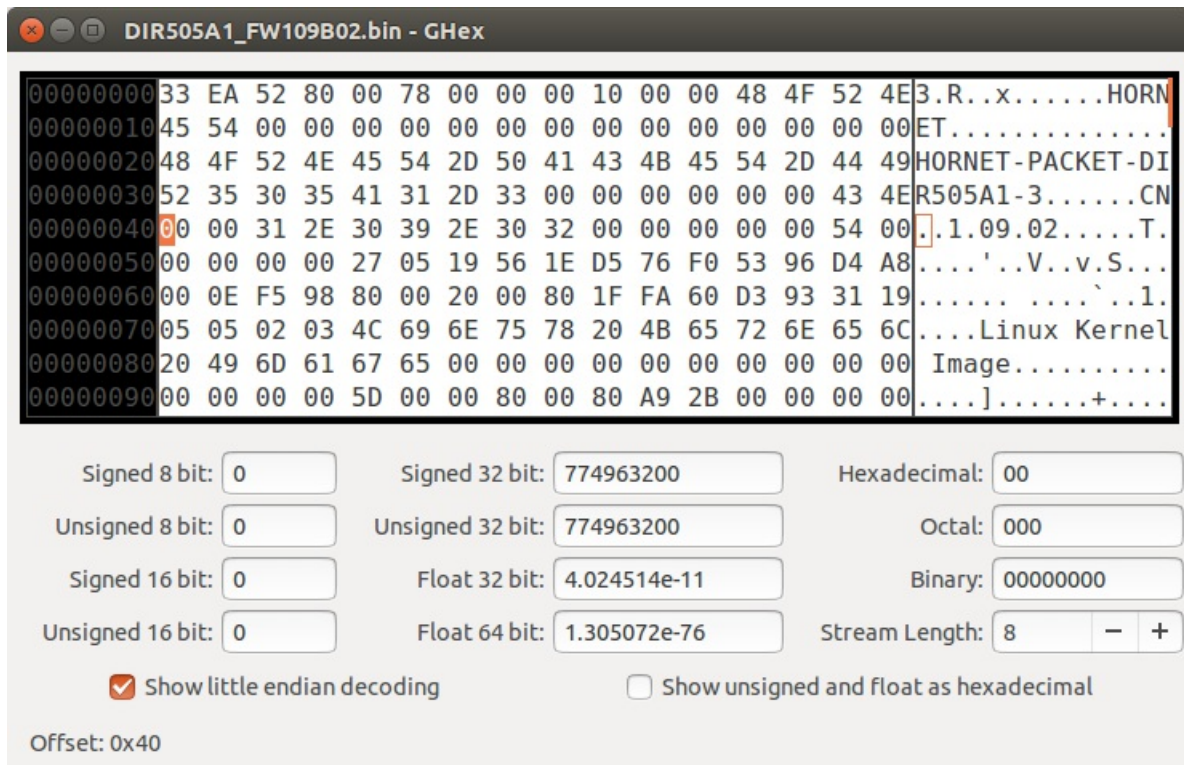 DIR505A1_FW109B02.bin - GHex
00000000 33 EA 52 80 00 78 00 00 00 10 00 00 48 4F 52 4E 3.R..x......HORN
00000010 45 54 00 00 00 00 00 00 00 00 00 00 00 00 00 00 ET..............
00000020 48 4F 52 4E 45 54 2D 50 41 43 4B 45 54 2D 44 49 HORNET-PACKET-DI
00000030 52 35 30 35 41 31 2D 33 00 00 00 00 00 00 43 4E R505A1-3......CN
00000040 00 00 31 2E 30 39 2E 30 32 00 00 00 00 00 54 00 ..1.09.02.....T.
00000050 00 00 00 00 27 05 19 56 1E D5 76 F0 53 96 D4 A8 ....'..V..v.S...
00000060 00 0E F5 98 80 00 20 00 80 1F FA 60 D3 93 31 19 ...... ....`..1.
00000070 05 05 02 03 4C 69 6E 75 78 20 4B 65 72 6E 65 6C ....Linux Kernel
00000080 20 49 6D 61 67 65 00 00 00 00 00 00 00 00 00 00  Image..........
00000090 00 00 00 00 5D 00 00 80 00 80 A9 2B 00 00 00 00 ....]......+....
Signed 8 bit: 0 Signed 32 bit: 774963200 Hexadecimal: 00
Unsigned 8 bit: 0 Unsigned 32 bit: 774963200 Octal: 000
Signed 16 bit: 0 Float 32 bit: 4.024514e-11 Binary: 00000000
Unsigned 16 bit: 0 Float 64 bit: 1.305072e-76 Stream Length: 8 − +
Show little endian decoding Show unsigned and float as hexadecimal
Offset: 0x40